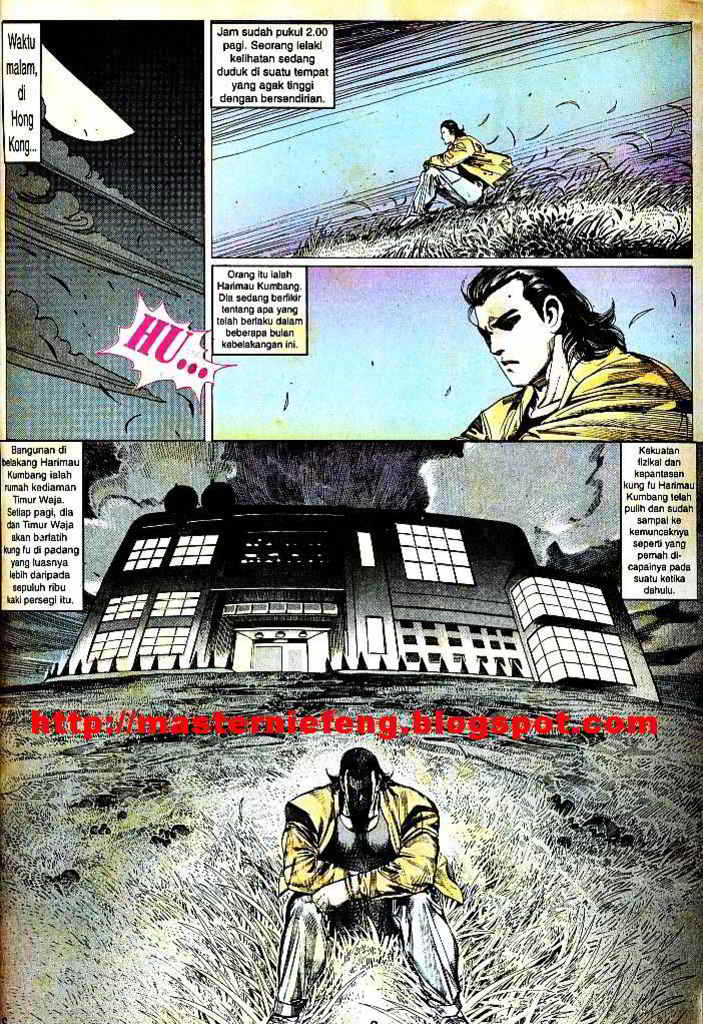 Waktu
malam,
di
Hong
Kong...
Jam sudah pukul 2.00
pagi. Seorang lelaki
kelihatan sedang
duduk di suatu tempat
yang agak tinggi
dengan bersendirian.
HU...
Orang itu ialah
Harimau Kumbang.
Dia sedang berfikir
tentang apa yang
telah berlaku dalam
beberapa bulan
kebelakangan ini.
Bangunan di
belakang Harimau
Kumbang ialah
rumah kediaman
Timur Waja.
Setiap pagi, dia
dan Timur Waja
akan berlatih
kung fu di padang
yang luasnya
lebih daripada
sepuluh ribu
kaki persegi itu.
Kekuatan
fizikal dan
kepantasan
kung fu Harimau
Kumbang telah
pulih dan sudah
sampai ke
kemuncaknya
seperti yang
pernah di-
capainya pada
suatu ketika
dahulu.
http://masterniefeng.blogspot.com